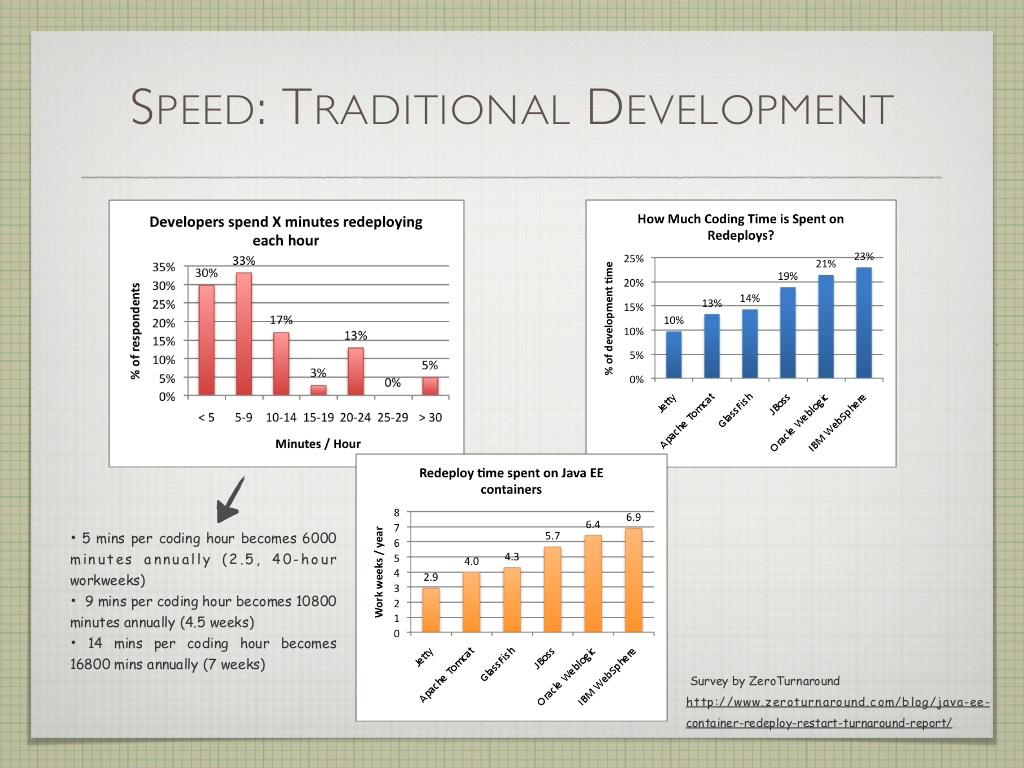 Speed: Traditional Development
Developers spend X minutes redeploying
each hour
% of respondents
35%
30%
25%
20%
15%
10%
5%
0%
30%
33%
17%
3%
13%
0%
5%
< 5
5-9
10-14
15-19
20-24
25-29
> 30
Minutes / Hour
How Much Coding Time is Spent on
Redeploys?
% of development time
25%
20%
15%
10%
5%
0%
10%
13%
14%
19%
21%
23%
Jetty
Apache Tomcat
GlassFish
JBoss
Oracle Weblogic
IBM WebSphere
• 5 mins per coding hour becomes 6000
minutes annually (2.5, 40-hour
workweeks)
• 9 mins per coding hour becomes 10800
minutes annually (4.5 weeks)
• 14 mins per coding hour becomes
16800 mins annually (7 weeks)
Redeploy time spent on Java EE
containers
Work weeks / year
8
7
6
5
4
3
2
1
0
2.9
4.0
4.3
5.7
6.4
6.9
Jetty
Apache Tomcat
GlassFish
JBoss
Oracle Weblogic
IBM WebSphere
Survey by ZeroTurnaround
http://www.zeroturnaround.com/blog/java-ee-
container-redeploy-restart-turnaround-report/